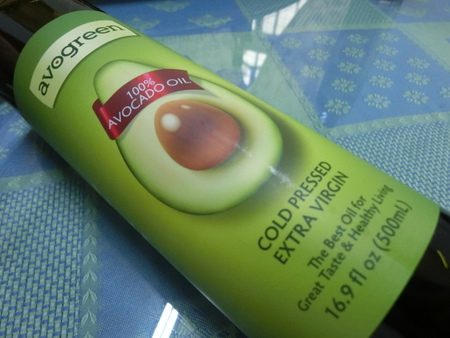 avogreen
100%
AVOCADO OIL
COLD PRESSED
EXTRA VIRGIN
The Best Oil for
Great Taste & Healthy Living
16.9 fl oz (500mL)